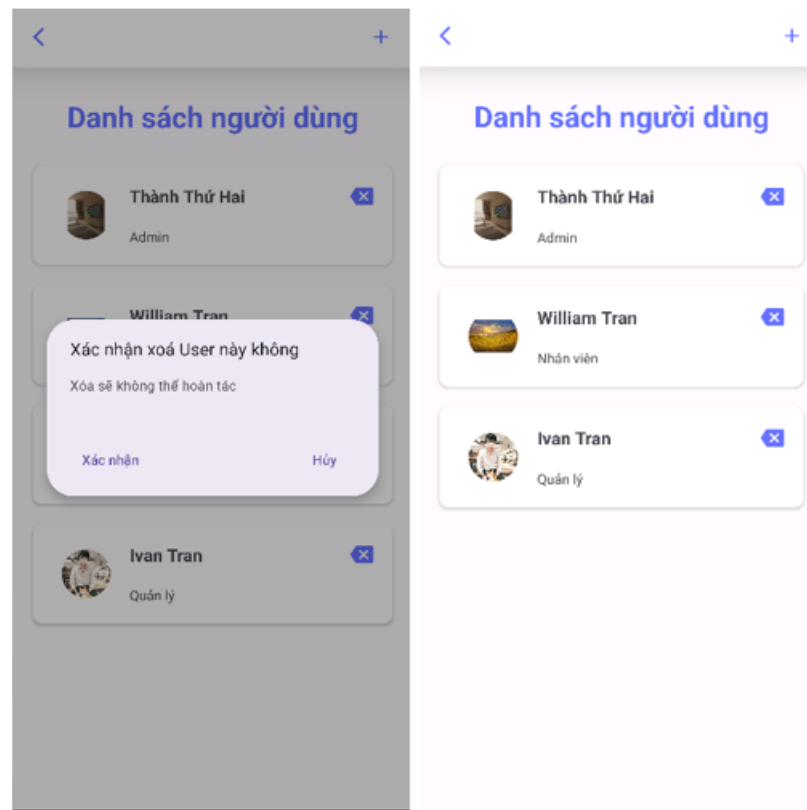 Danh sách người dùng
Thành Thứ Hai
Admin
William Tran
Xác nhận xoá User này không
Xóa sẽ không thể hoàn tác
Xác nhận
Hủy
Ivan Tran
Quản lý
Danh sách người dùng
Thành Thứ Hai
Admin
William Tran
Nhân viên
Ivan Tran
Quản lý